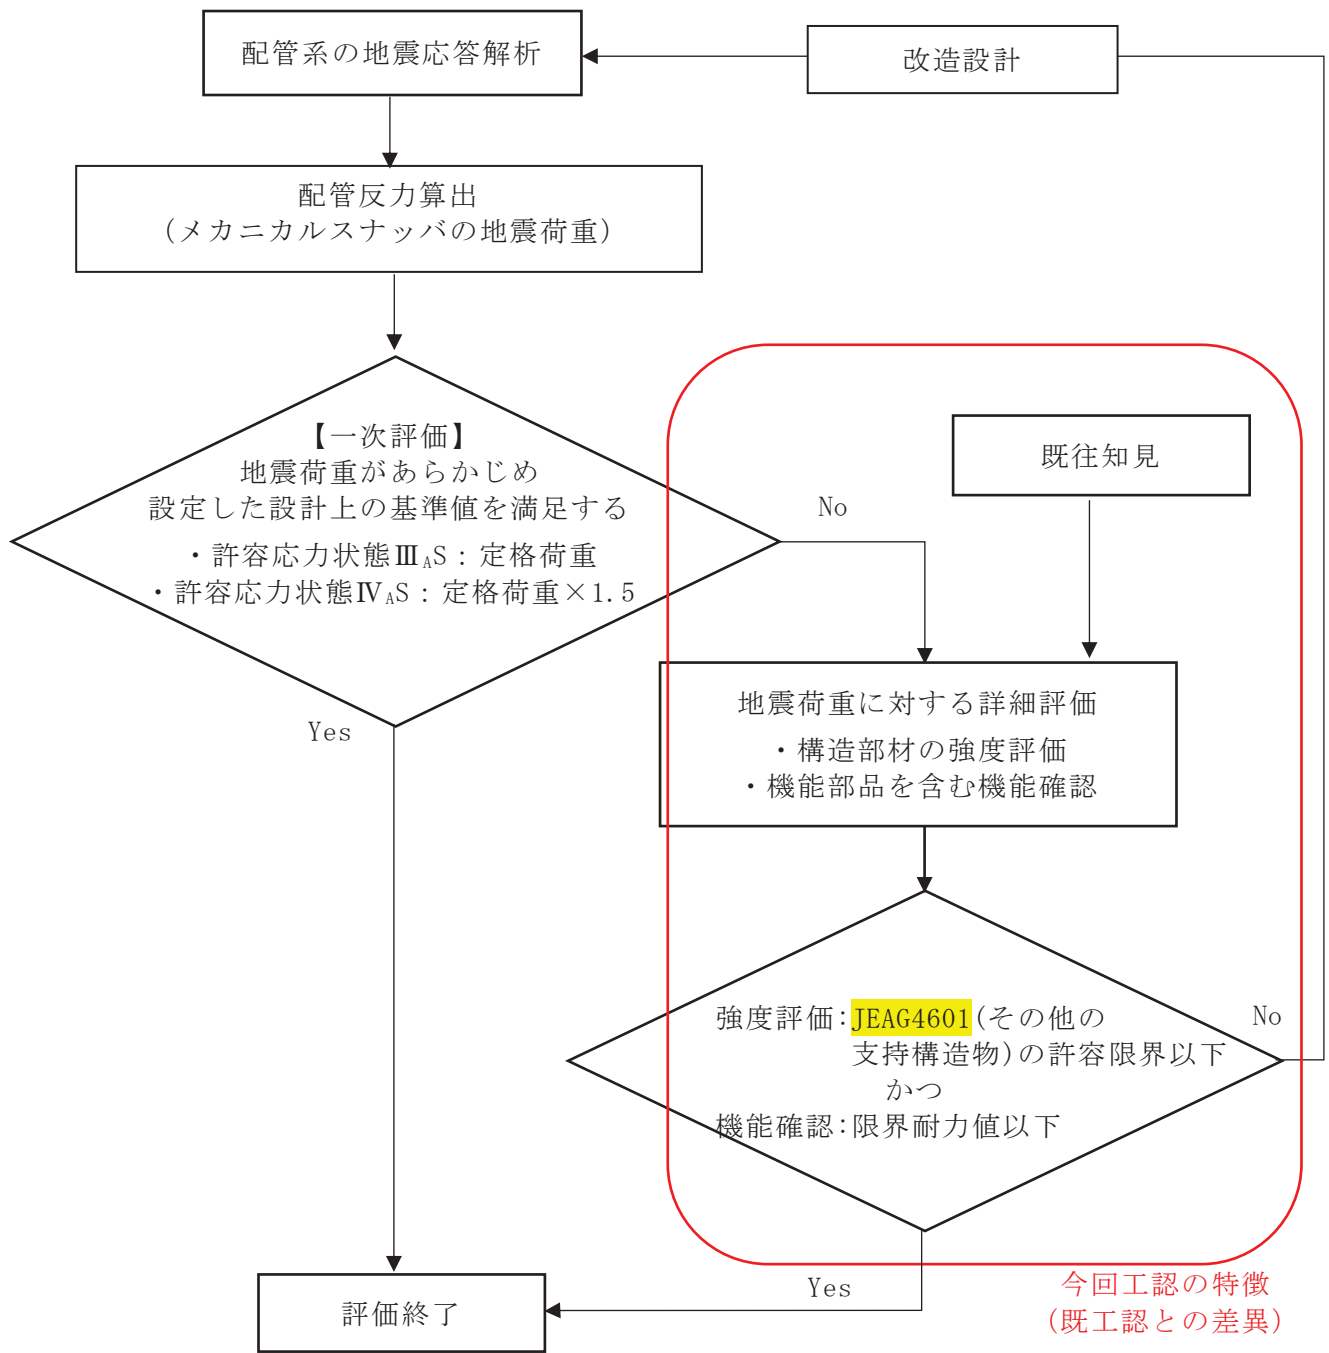 配管系の地震応答解析
改造設計
配管反力算出
(メカニカルスナッバの地震荷重)
【一次評価】
地震荷重があらかじめ
設定した設計上の基準値を満足する
・許容応力状態ⅢAS:定格荷重
・許容応力状態ⅣAS:定格荷重×1.5
No
Yes
既往知見
地震荷重に対する詳細評価
・構造部材の強度評価
・機能部品を含む機能確認
強度評価:JEAG4601(その他の
支持構造物)の許容限界以下
かつ
機能確認:限界耐力値以下
No
Yes
評価終了
今回工認の特徴
(既工認との差異)